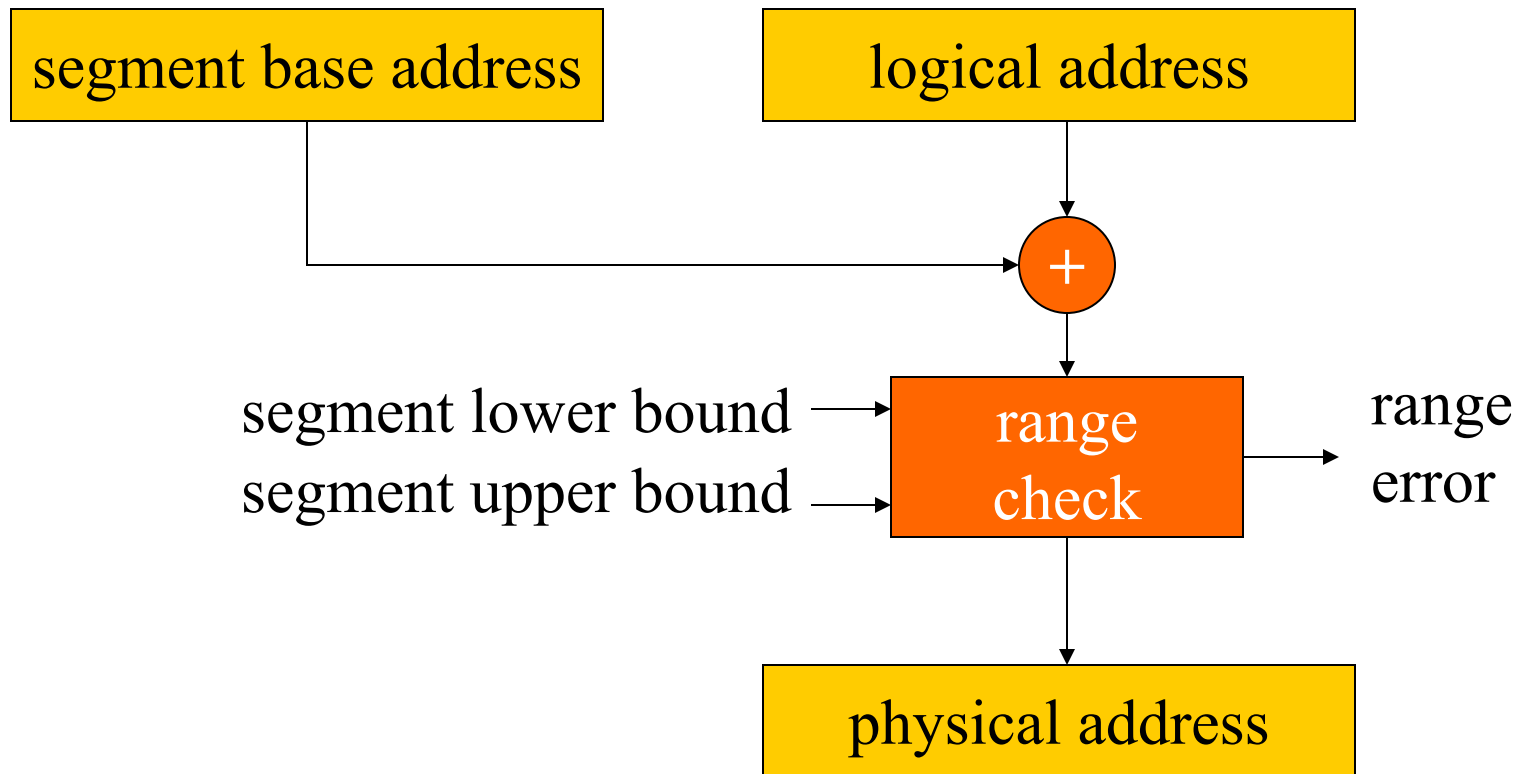 segment base address
logical address
+
segment lower bound
segment upper bound
range
check
range
error
physical address